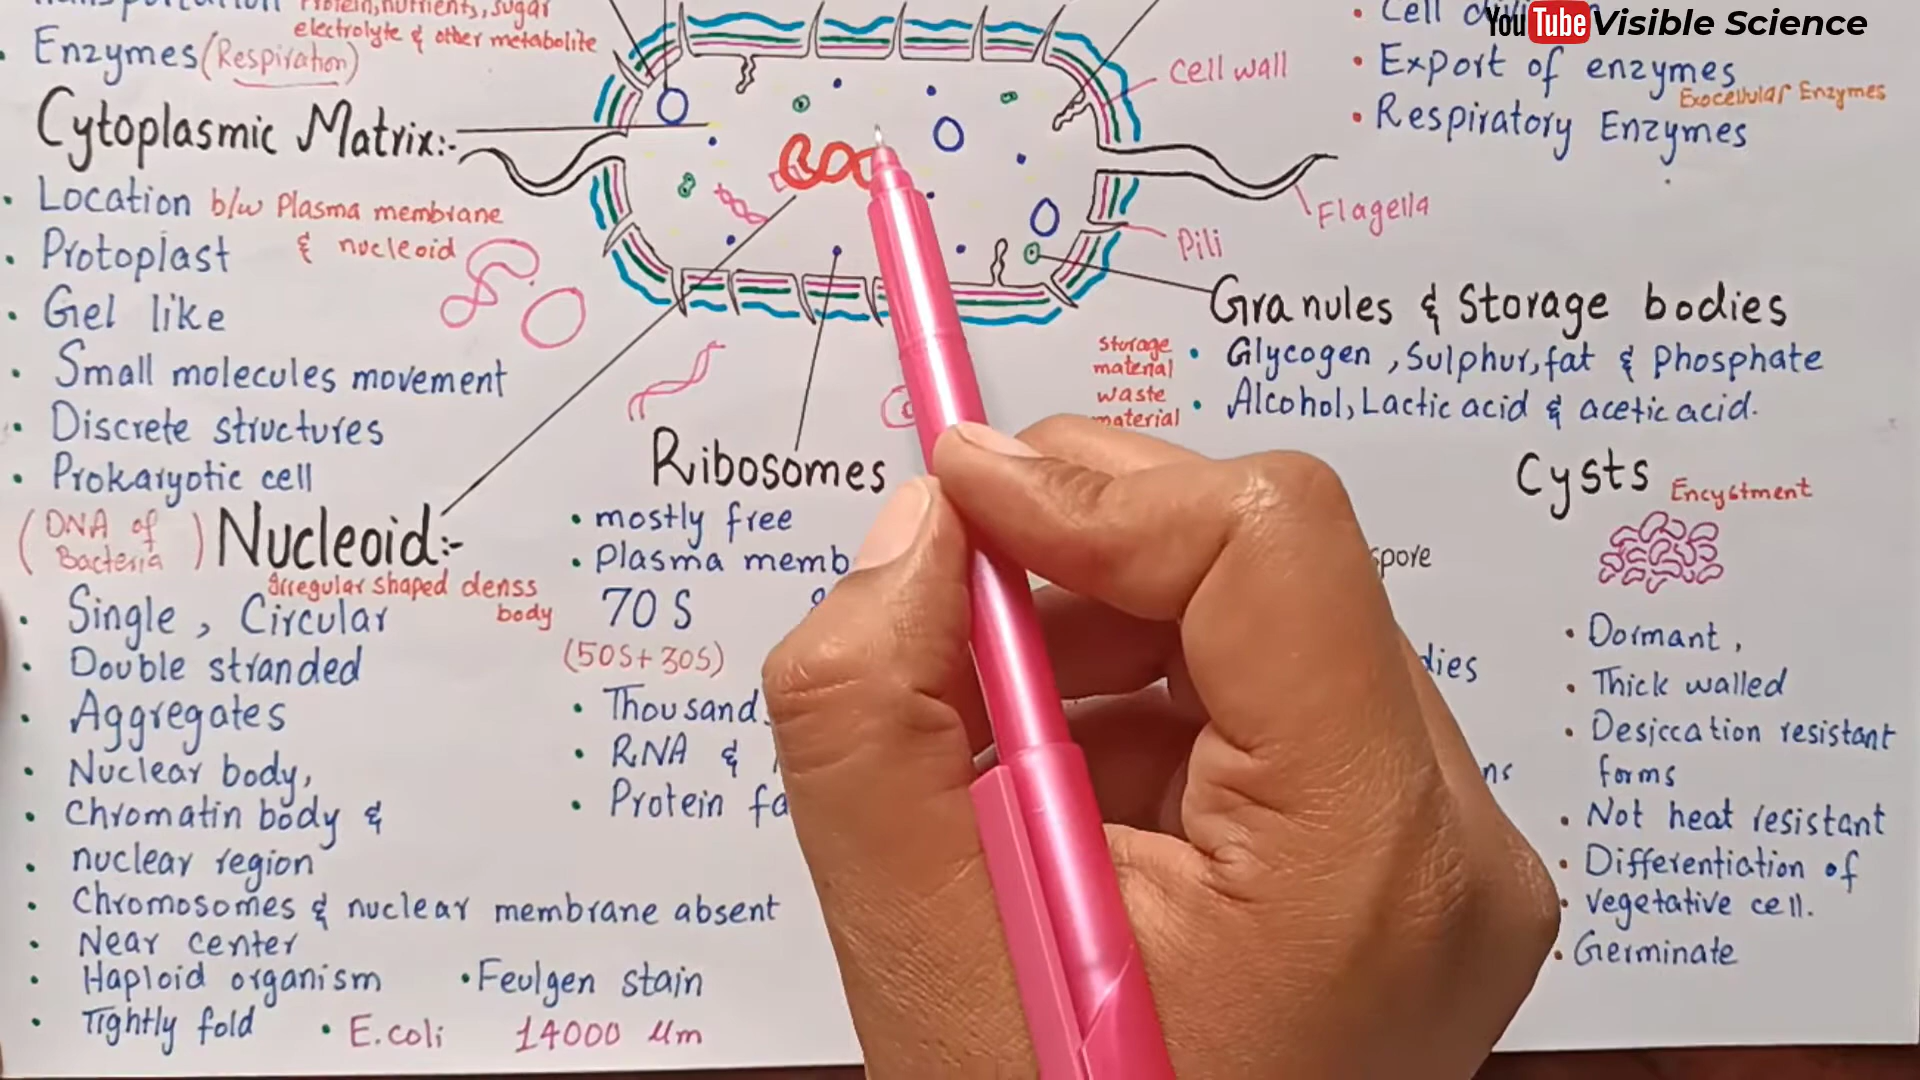 Protein, nutrients, sugar
electrolyte & other metabolite
• Enzymes (Respiration)
Cytoplasmic Matrix:-
• Location b/w Plasma membrane
& nucleoid
• Protoplast
• Gel like
• Small molecules movement
• Discrete structures
• Prokaryotic cell
(DNA of
Bacteria) Nucleoid:-
Irregular shaped denss
body
• Single, Circular
• Double stranded
• Aggregates
• Nuclear body,
• Chromatin body &
• nuclear region
• Chromosomes & nuclear membrane absent
• Near center
• Haploid organism • Feulgen stain
• Tightly fold • E.coli 14000 µm
Ribosomes
• mostly free
• Plasma memb
70 S
(50S+30S)
• Thousand
• RNA &
• Protein
Cell wall
Flagella
Pili
YouTube Visible Science
• Cell
• Export of enzymes
Exocellular Enzymes
• Respiratory Enzymes
Granules & Storage bodies
Storage
material
• Glycogen, Sulphur, fat & Phosphate
waste
material
• Alcohol, Lactic acid & acetic acid.
Cysts Encystment
• Dormant,
• Thick walled
• Desiccation resistant
forms
• Not heat resistant
• Differentiation of
• vegetative cell.
• Germinate